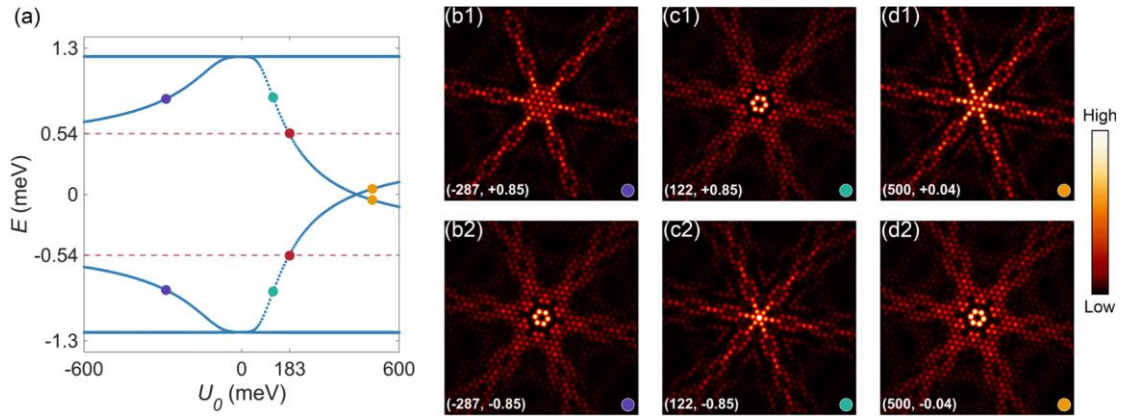 (a)
1.3
0.54
0
-0.54
-1.3
E (meV)
-600
0
183
600
U0 (meV)
(b1)
(-287, +0.85)
(c1)
(122, +0.85)
(d1)
(500, +0.04)
(b2)
(-287, -0.85)
(c2)
(122, -0.85)
(d2)
(500, -0.04)
High
Low